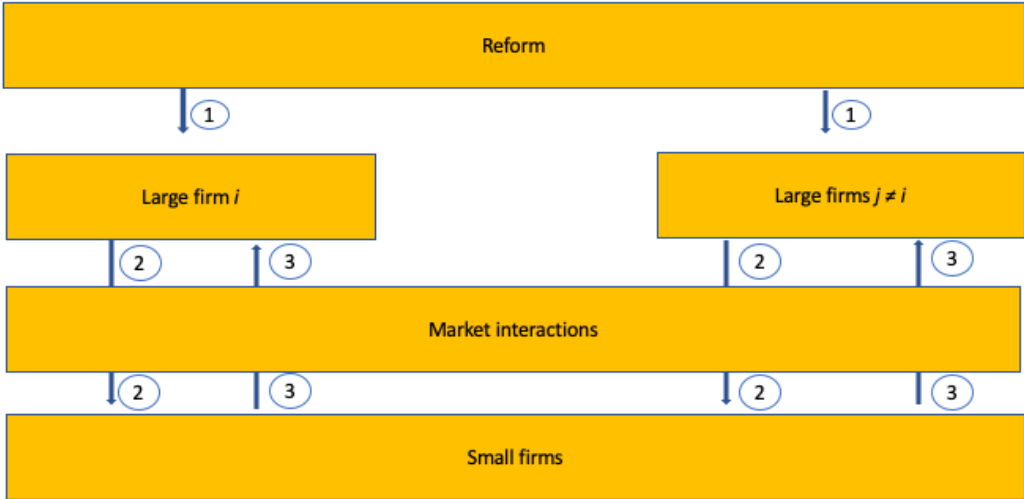 Reform
1 1
Large firm i Large firms j ≠ i
2 3 2 3
Market interactions
2 3 2 3
Small firms